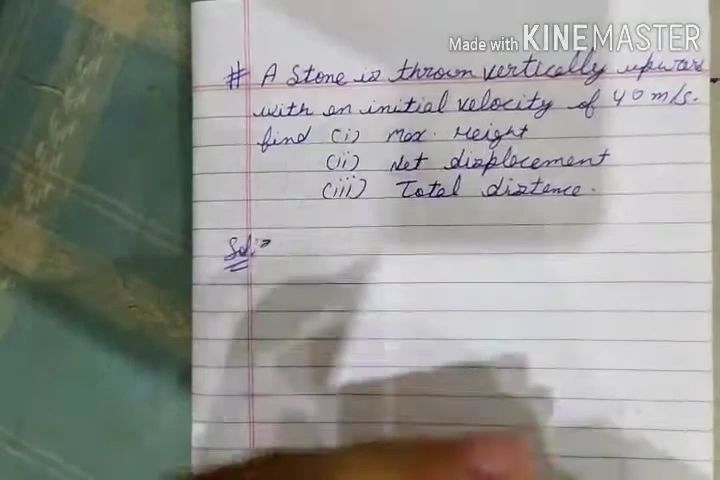 Made with KINEMASTER
# A stone is thrown vertically upward
with an initial velocity of 40 m/s.
find (i) Max. Height
(ii) Net displacement
(iii) Total distance.
Sol:-